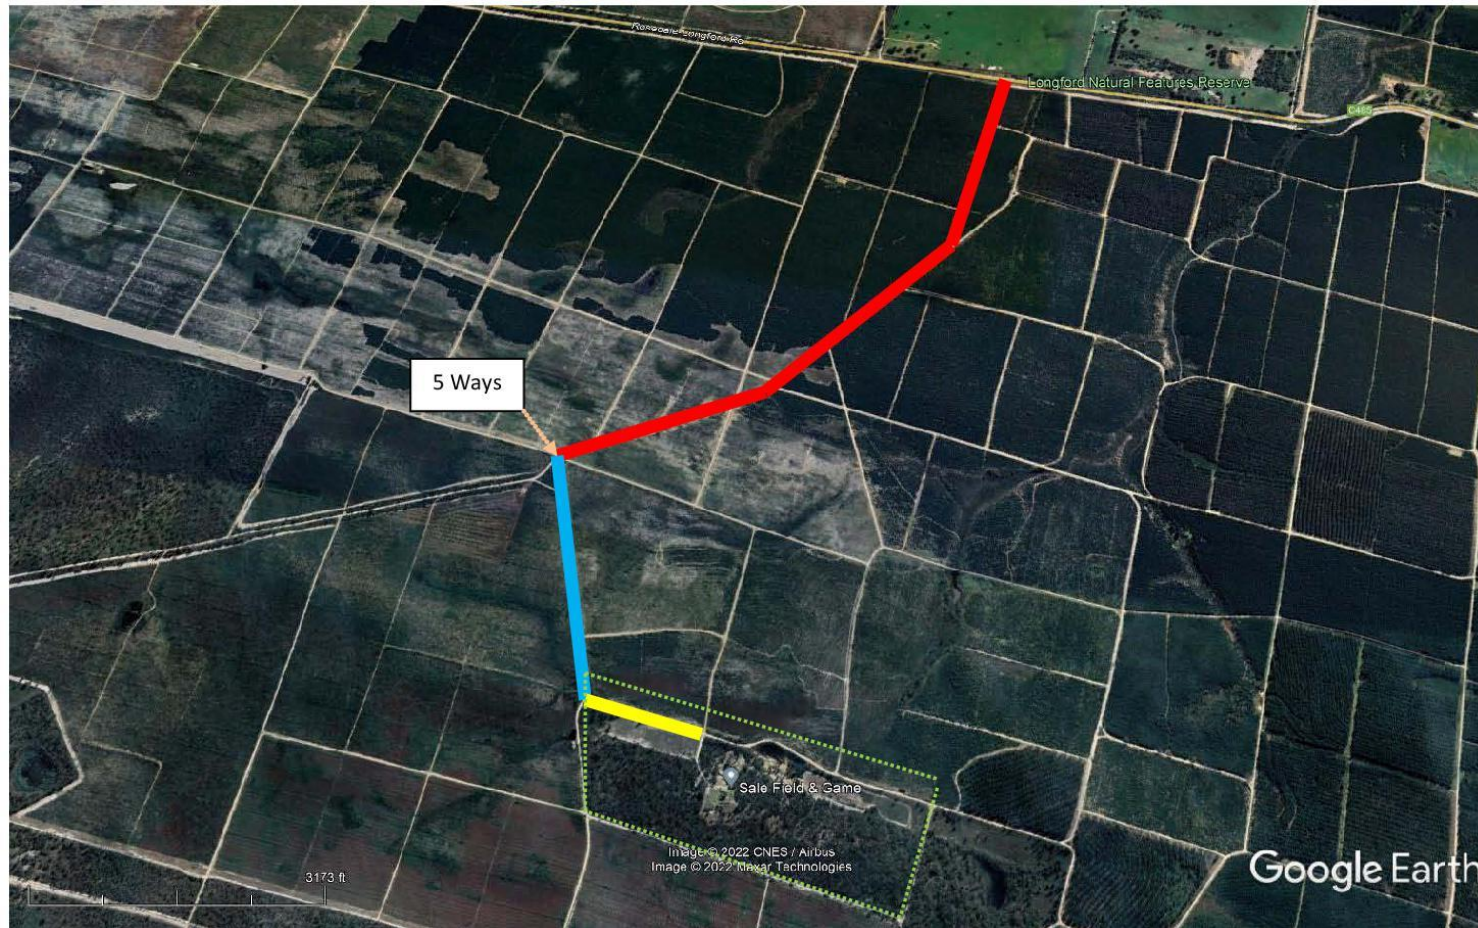 Longford Natural Features Reserve
C485
5 Ways
Sale Field & Game
Image © 2022 CNES / Airbus
Image © 2022 Maxar Technologies
3173 ft
Google Earth